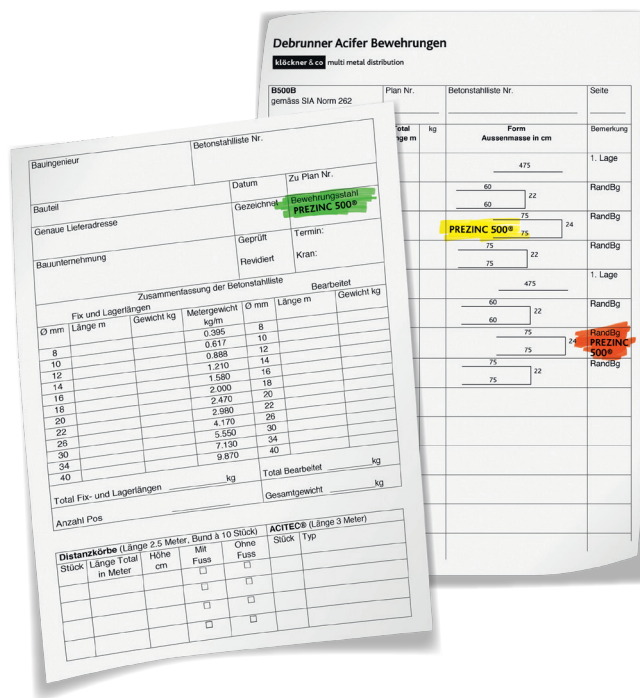 Debrunner Acifer Bewehrungen
klöckner & co multi metal distribution
B500B
gemäss SIA Norm 262
Plan Nr.
Betonstahlliste Nr.
Seite
kg
Form
Aussenmasse in cm
Bemerkung
475
1. Lage
60
22
60
RandBg
75
24
PREZINC 500® 75
RandBg
75
22
75
RandBg
475
1. Lage
60
22
60
RandBg
75
24
75
RandBg
PREZINC
500®
75
22
75
RandBg
Bauingenieur
Betonstahlliste Nr.
Bauteil
Datum
Zu Plan Nr.
Genaue Lieferadresse
Gezeichnet
Bewehrungsstahl
PREZINC 500®
Bauunternehmung
Geprüft
Termin:
Revidiert
Kran:
Zusammenfassung der Betonstahlliste
Fix und Lagerlängen
Bearbeitet
Ø mm Länge m Gewicht kg Metergewicht kg/m Ø mm Länge m Gewicht kg
8 0.395 8
10 0.617 10
12 0.888 12
14 1.210 14
16 1.580 16
18 2.000 18
20 2.470 20
22 2.980 22
26 4.170 26
30 5.550 30
34 7.130 34
40 9.870 40
Total Fix- und Lagerlängen kg
Total Bearbeitet kg
Anzahl Pos
Gesamtgewicht kg
Distanzkörbe (Länge 2.5 Meter, Bund à 10 Stück)
ACITEC® (Länge 3 Meter)
Stück Länge Total in Meter Höhe cm Mit Fuss Ohne Fuss Stück Typ